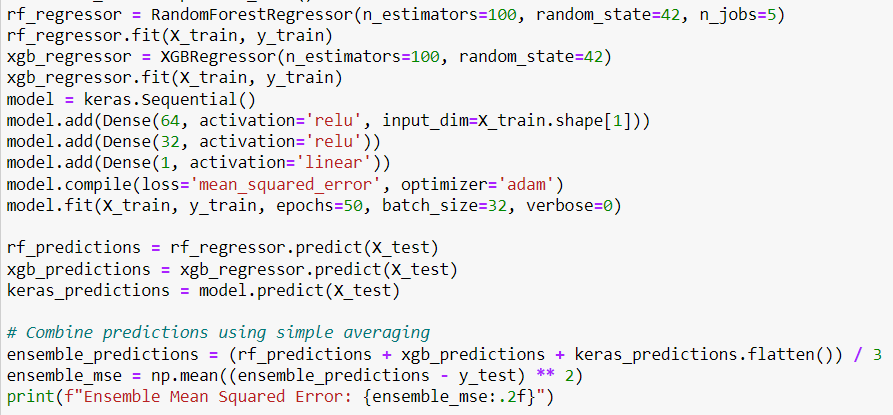 rf_regressor = RandomForestRegressor(n_estimators=100, random_state=42, n_jobs=5)
rf_regressor.fit(X_train, y_train)
xgb_regressor = XGBRegressor(n_estimators=100, random_state=42)
xgb_regressor.fit(X_train, y_train)
model = keras.Sequential()
model.add(Dense(64, activation='relu', input_dim=X_train.shape[1]))
model.add(Dense(32, activation='relu'))
model.add(Dense(1, activation='linear'))
model.compile(loss='mean_squared_error', optimizer='adam')
model.fit(X_train, y_train, epochs=50, batch_size=32, verbose=0)

rf_predictions = rf_regressor.predict(X_test)
xgb_predictions = xgb_regressor.predict(X_test)
keras_predictions = model.predict(X_test)

# Combine predictions using simple averaging
ensemble_predictions = (rf_predictions + xgb_predictions + keras_predictions.flatten()) / 3
ensemble_mse = np.mean((ensemble_predictions - y_test) ** 2)
print(f"Ensemble Mean Squared Error: {ensemble_mse:.2f}")